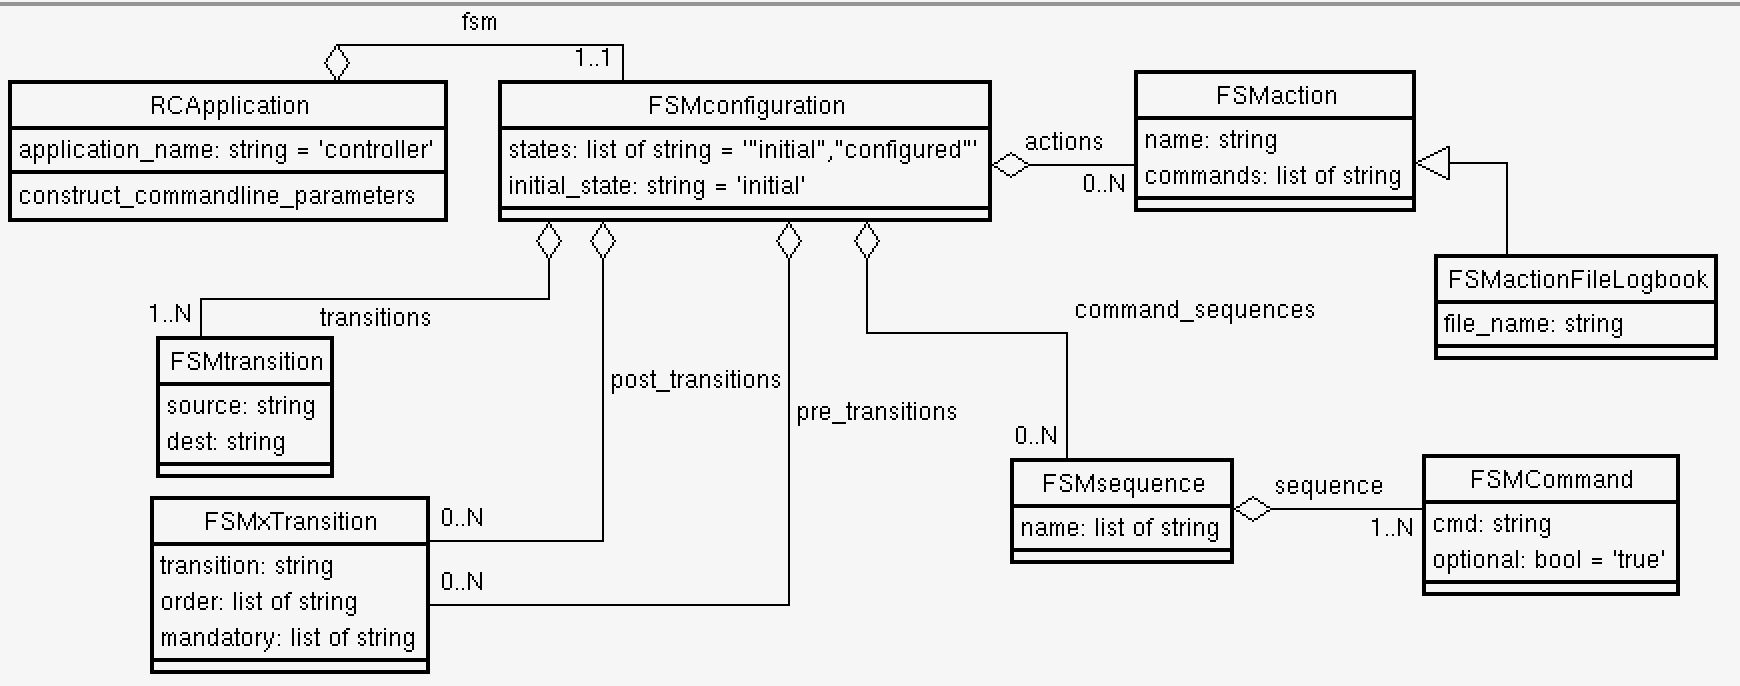 fsm
1..1
RCApplication
application_name: string = 'controller'
construct_commandline_parameters
FSMconfiguration
states: list of string = '"initial","configured"'
initial_state: string = 'initial'
actions
0..N
FSMaction
name: string
commands: list of string
FSMactionFileLogbook
file_name: string
1..N
transitions
FSMtransition
source: string
dest: string
post_transitions
pre_transitions
command_sequences
0..N
FSMsequence
name: list of string
sequence
1..N
FSMCommand
cmd: string
optional: bool = 'true'
FSMxTransition
transition: string
order: list of string
mandatory: list of string
0..N
0..N